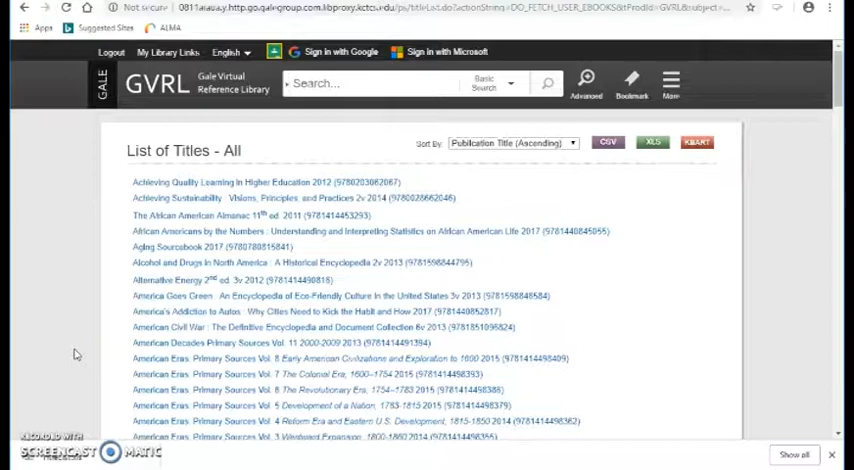 Not secure
Apps Suggested Sites ALMA
Logout My Library Links English Sign in with Google Sign in with Microsoft
GALE GVRL Gale Virtual Reference Library Search... Basic Search Advanced Bookmark More
List of Titles - All Sort By: Publication Title (Ascending) CSV XLS KBART
Achieving Quality Learning in Higher Education 2012 (9780203062067)
Achieving Sustainability : Visions, Principles, and Practices 2v 2014 (9780028662046)
The African American Almanac 11th ed. 2011 (9781414453293)
African Americans by the Numbers : Understanding and Interpreting Statistics on African American Life 2017 (9781440845055)
Aging Sourcebook 2017 (9780780815841)
Alcohol and Drugs in North America : A Historical Encyclopedia 2v 2013 (9781598844795)
Alternative Energy 2nd ed. 3v 2012 (9781414490816)
America Goes Green : An Encyclopedia of Eco-Friendly Culture in the United States 3v 2013 (9781598846584)
America's Addiction to Autos : Why Cities Need to Kick the Habit and How 2017 (9781440852817)
American Civil War : The Definitive Encyclopedia and Document Collection 6v 2013 (9781851096824)
American Decades Primary Sources Vol. 11 2000-2009 2013 (9781414491394)
American Eras: Primary Sources Vol. 8 Early American Civilizations and Exploration to 1600 2015 (9781414498409)
American Eras: Primary Sources Vol. 7 The Colonial Era, 1600–1754 2015 (9781414498393)
American Eras: Primary Sources Vol. 6 The Revolutionary Era, 1754–1783 2015 (9781414498386)
American Eras: Primary Sources Vol. 5 Development of a Nation, 1783-1815 2015 (9781414498379)
American Eras: Primary Sources Vol. 4 Reform Era and Eastern U.S. Development, 1815-1850 2014 (9781414498362)
American Eras: Primary Sources Vol. 3 Westward Expansion, 1800-1860 2014 (9781414498355)
RECORDED WITH
SCREENCAST MATIC
Show all